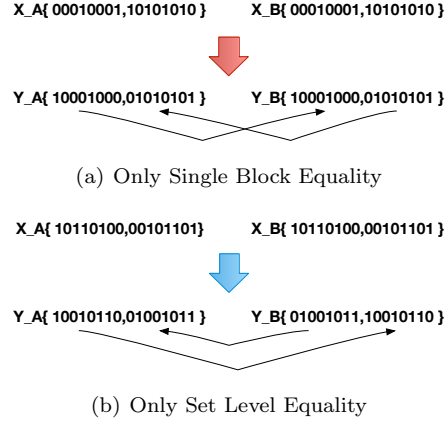 X_A{ 00010001,10101010 } X_B{ 00010001,10101010 }
Y_A{ 10001000,01010101 } Y_B{ 10001000,01010101 }
(a) Only Single Block Equality
X_A{ 10110100,00101101} X_B{ 10110100,00101101 }
Y_A{ 10010110,01001011 } Y_B{ 01001011,10010110 }
(b) Only Set Level Equality